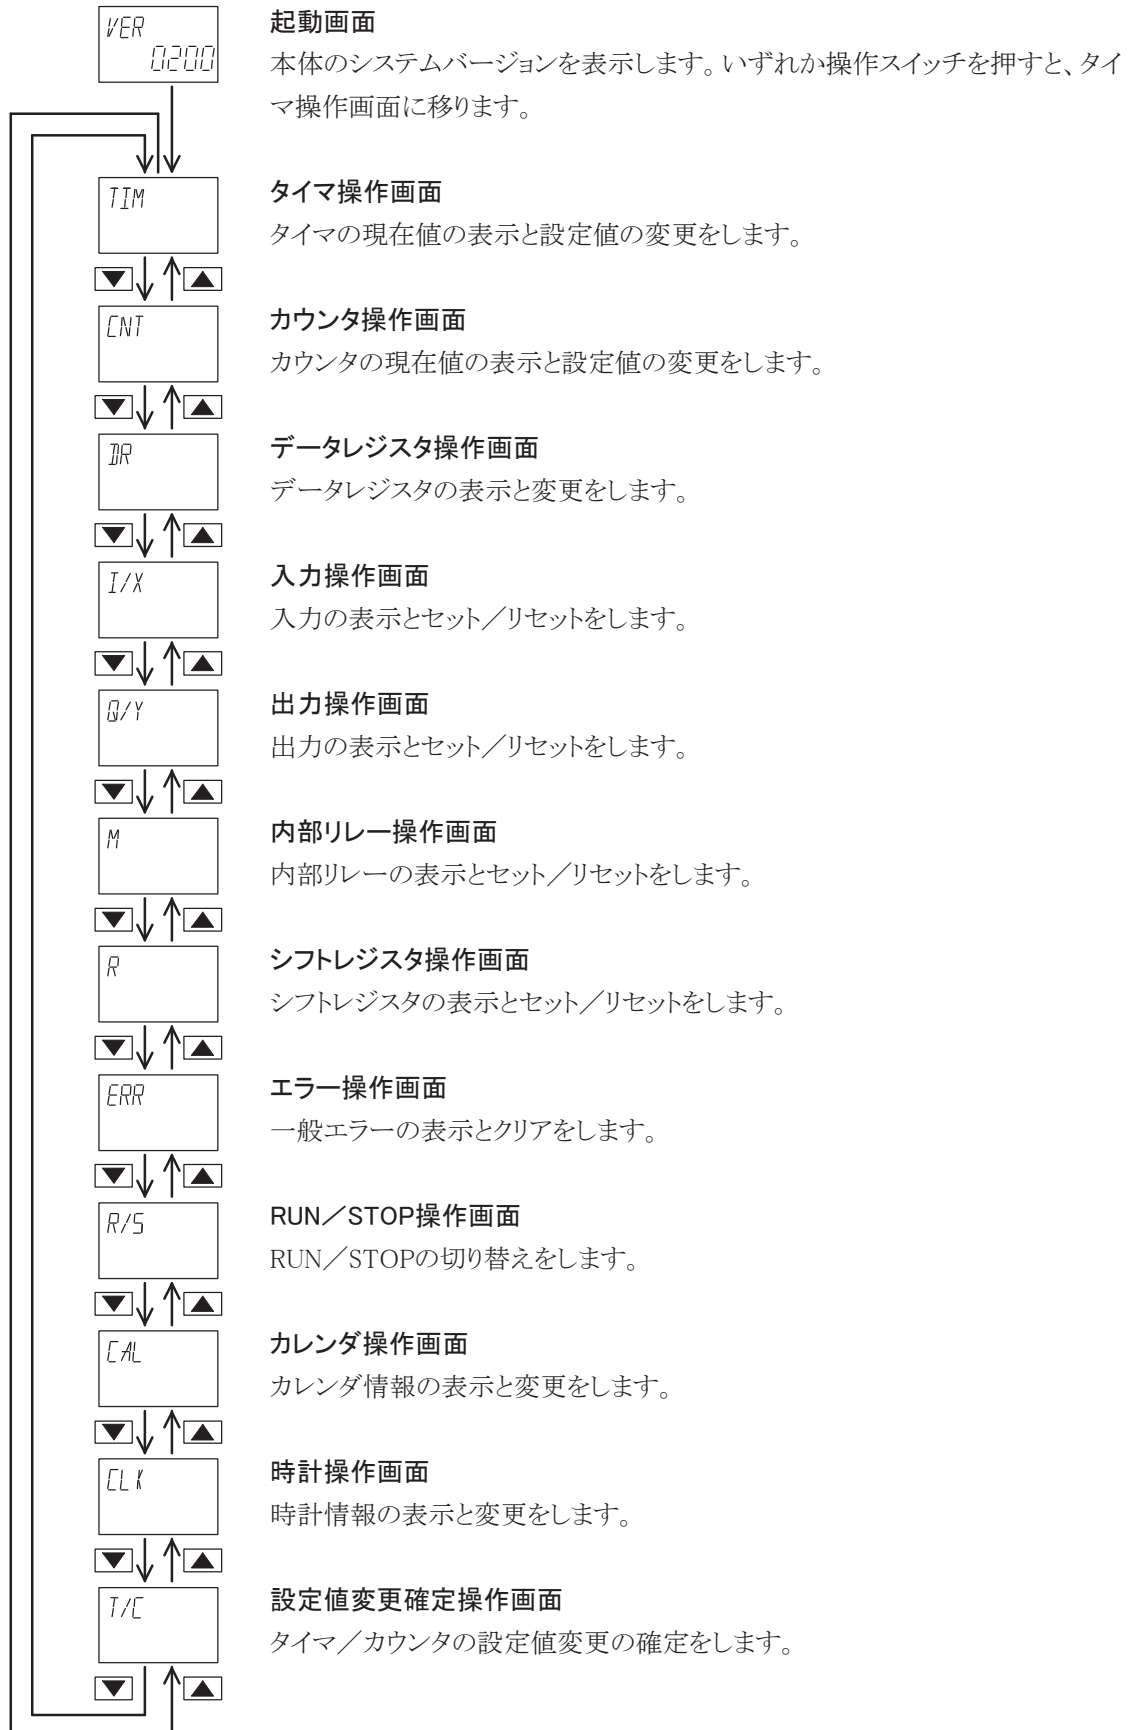 VER
0200
起動画面
本体のシステムバージョンを表示します。いずれか操作スイッチを押すと、タイ
マ操作画面に移ります。
TIM
タイマ操作画面
タイマの現在値の表示と設定値の変更をします。
CNT
カウンタ操作画面
カウンタの現在値の表示と設定値の変更をします。
DR
データレジスタ操作画面
データレジスタの表示と変更をします。
I/X
入力操作画面
入力の表示とセット／リセットをします。
Q/Y
出力操作画面
出力の表示とセット／リセットをします。
M
内部リレー操作画面
内部リレーの表示とセット／リセットをします。
R
シフトレジスタ操作画面
シフトレジスタの表示とセット／リセットをします。
ERR
エラー操作画面
一般エラーの表示とクリアをします。
R/S
RUN／STOP操作画面
RUN／STOPの切り替えをします。
CAL
カレンダ操作画面
カレンダ情報の表示と変更をします。
CLK
時計操作画面
時計情報の表示と変更をします。
T/C
設定値変更確定操作画面
タイマ／カウンタの設定値変更の確定をします。